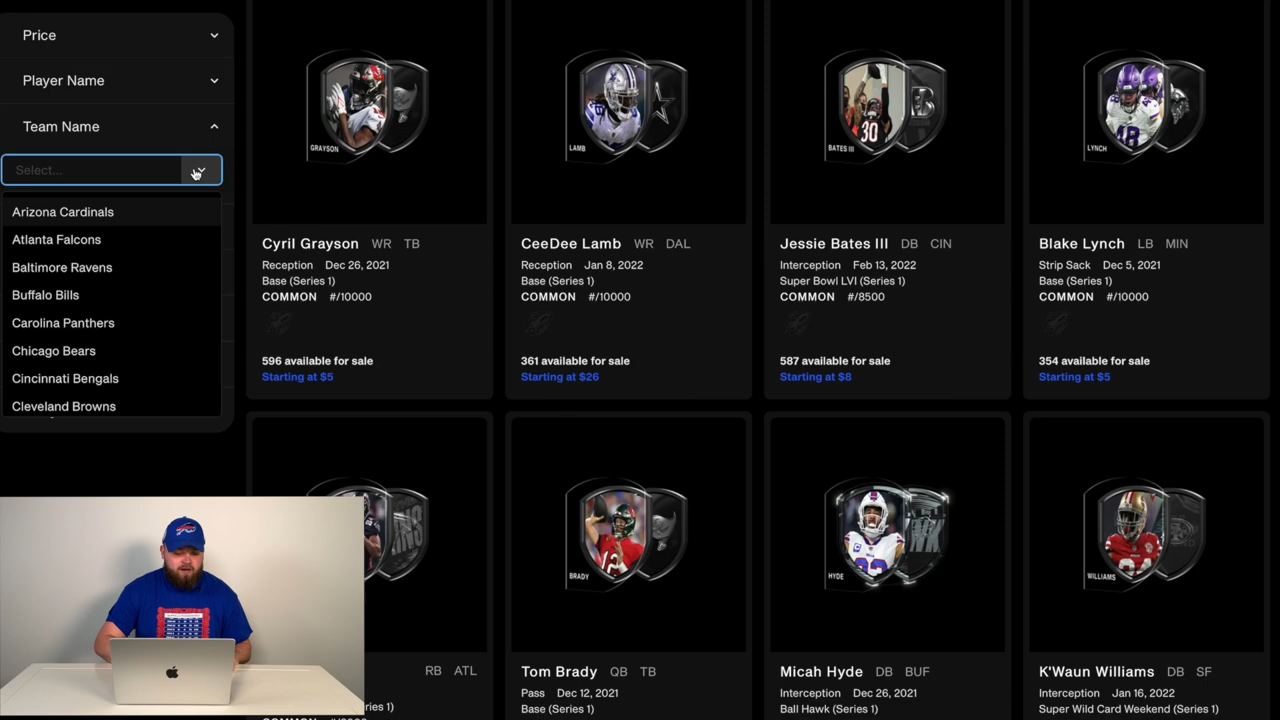 Price
Player Name
Team Name
Select...
Arizona Cardinals
Atlanta Falcons
Baltimore Ravens
Buffalo Bills
Carolina Panthers
Chicago Bears
Cincinnati Bengals
Cleveland Browns
GRAYSON
Cyril Grayson WR TB
Reception Dec 26, 2021
Base (Series 1)
COMMON #/10000
596 available for sale
Starting at $5
LAMB
CeeDee Lamb WR DAL
Reception Jan 8, 2022
Base (Series 1)
COMMON #/10000
361 available for sale
Starting at $26
BATES III
30
Jessie Bates III DB CIN
Interception Feb 13, 2022
Super Bowl LVI (Series 1)
COMMON #/8500
587 available for sale
Starting at $8
LYNCH
48
Blake Lynch LB MIN
Strip Sack Dec 5, 2021
Base (Series 1)
COMMON #/10000
354 available for sale
Starting at $5
RB ATL
BRADY
12
Tom Brady QB TB
Pass Dec 12, 2021
Base (Series 1)
HYDE
Micah Hyde DB BUF
Interception Dec 26, 2021
Ball Hawk (Series 1)
WILLIAMS
K'Waun Williams DB SF
Interception Jan 16, 2022
Super Wild Card Weekend (Series 1)